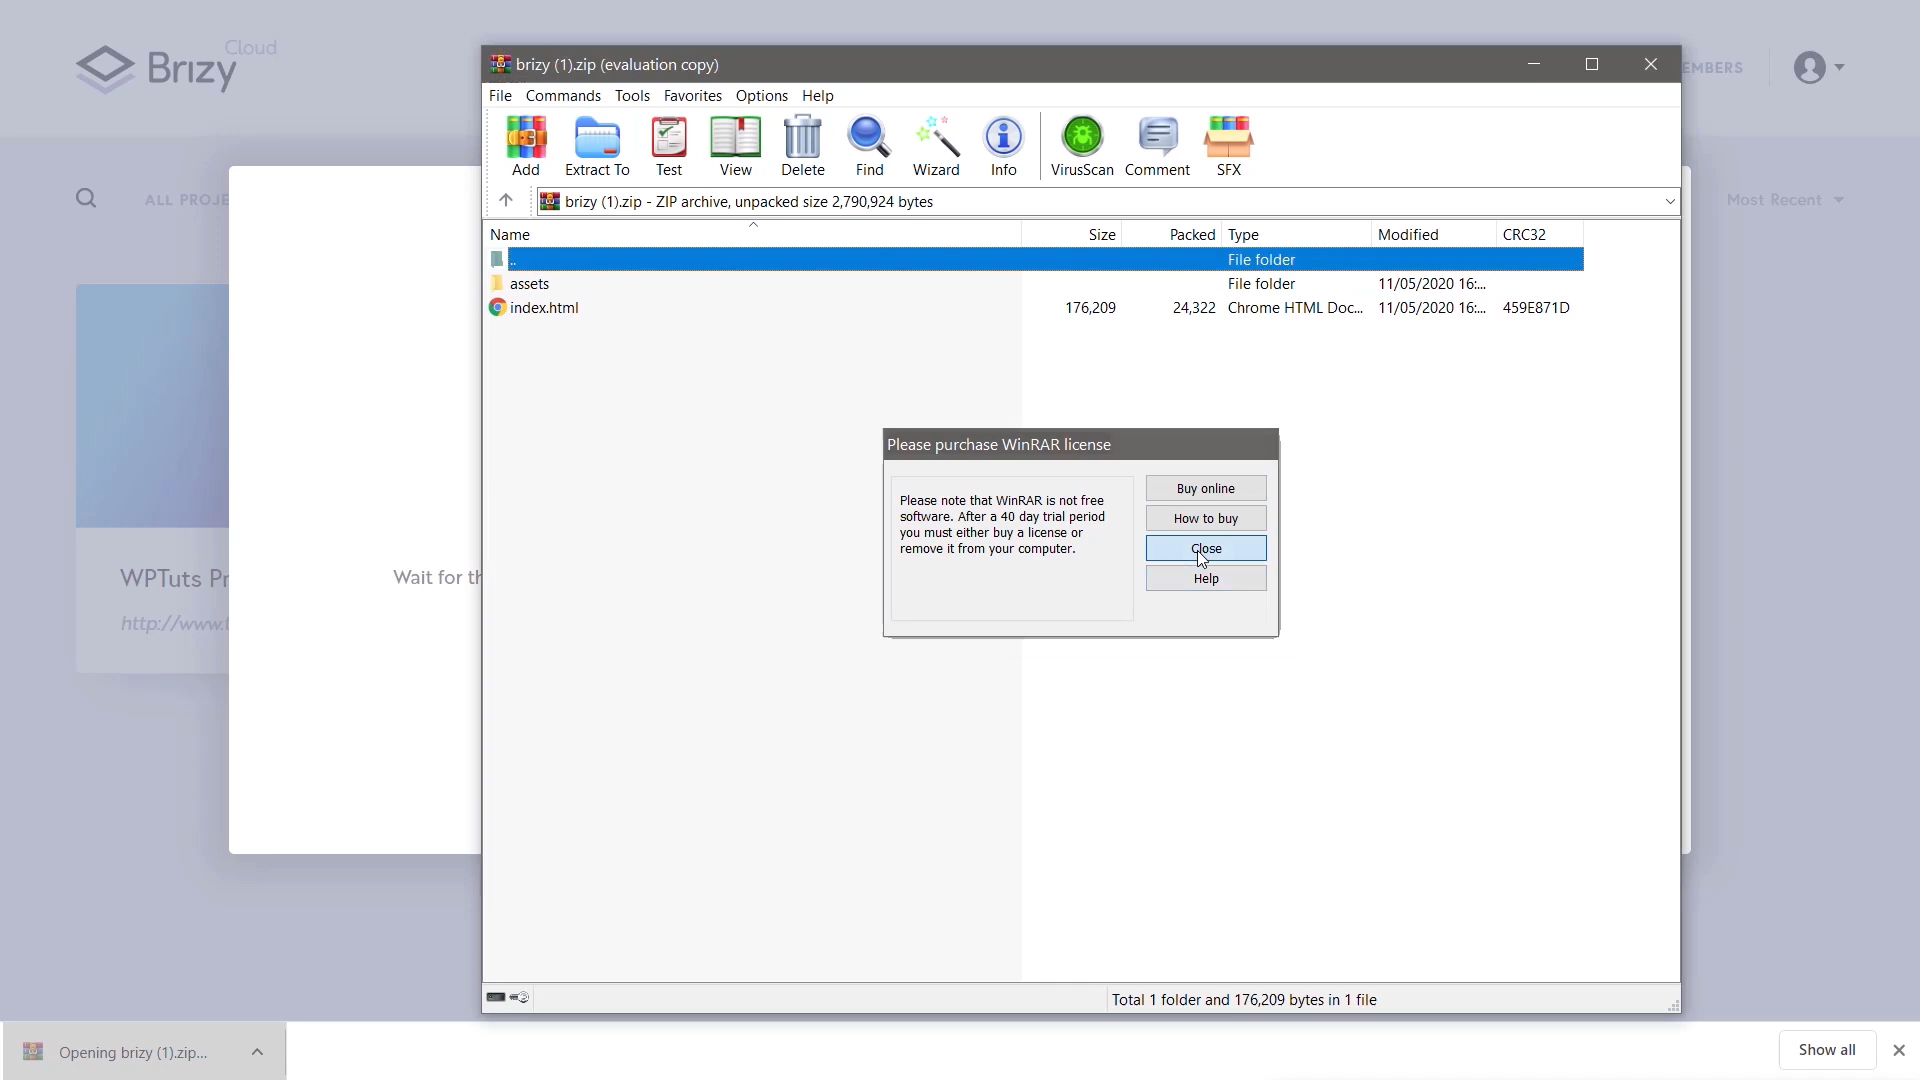 Brizy
Cloud
EMBERS
ALL PROJE
Most Recent
WPTuts Pr
http://www.t
Wait for th
brizy (1).zip (evaluation copy)
File Commands Tools Favorites Options Help
Add Extract To Test View Delete Find Wizard Info VirusScan Comment SFX
brizy (1).zip - ZIP archive, unpacked size 2,790,924 bytes
Name Size Packed Type Modified CRC32
.. File folder
assets File folder 11/05/2020 16:...
index.html 176,209 24,322 Chrome HTML Doc... 11/05/2020 16:... 459E871D
Please purchase WinRAR license
Please note that WinRAR is not free
software. After a 40 day trial period
you must either buy a license or
remove it from your computer.
Buy online
How to buy
Close
Help
Total 1 folder and 176,209 bytes in 1 file
Opening brizy (1).zip...
Show all